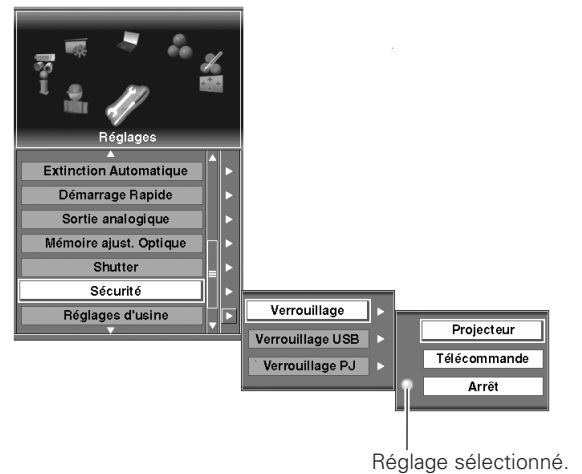 Réglages
Extinction Automatique
Démarrage Rapide
Sortie analogique
Mémoire ajust. Optique
Shutter
Sécurité
Réglages d'usine
Verrouillage
Verrouillage USB
Verrouillage PJ
Projecteur
Télécommande
Arrêt
Réglage sélectionné.